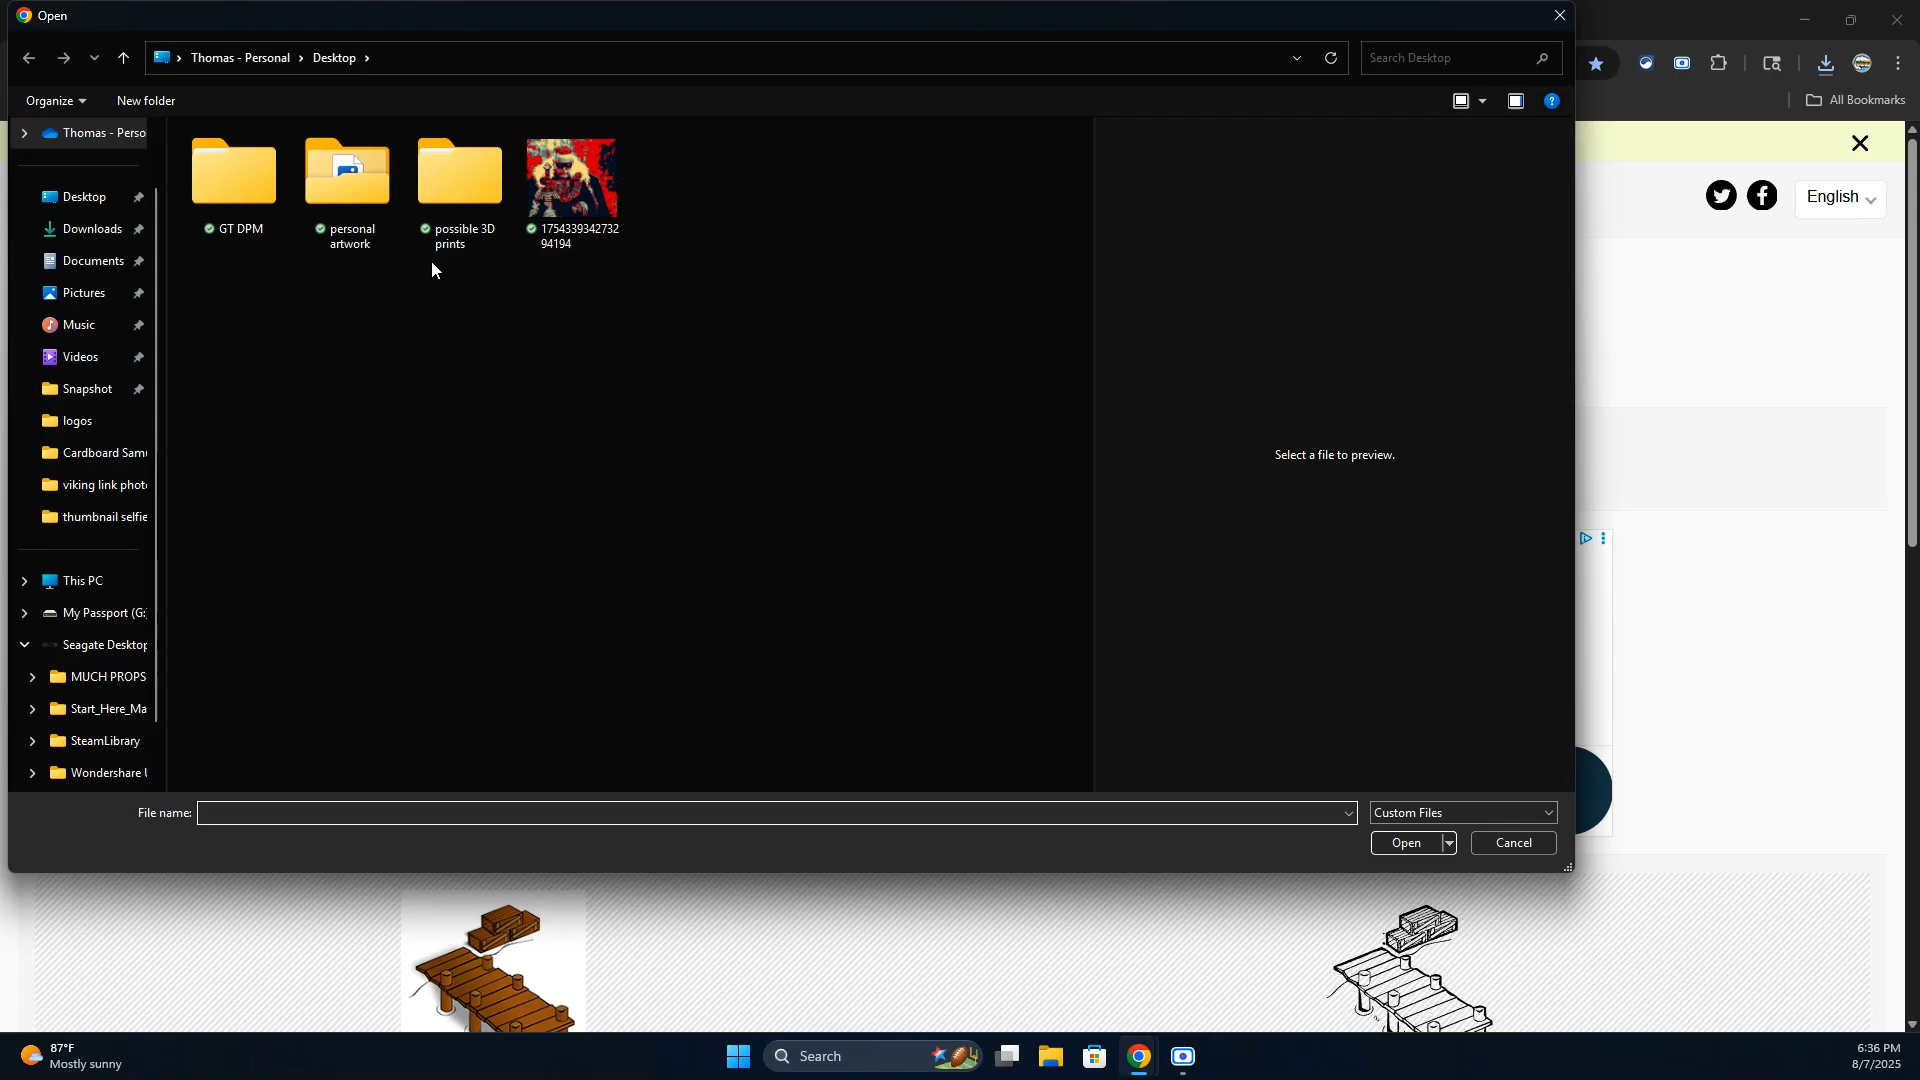 Open
Thomas - Personal
Desktop
Search Desktop
Organize
New folder
All Bookmarks
Thomas - Perso
Desktop
Downloads
Documents
Pictures
Music
Videos
Snapshot
logos
Cardboard Samu
viking link phot
thumbnail selfie
This PC
My Passport (G:
Seagate Desktop
MUCH PROPS
Start_Here_Ma
SteamLibrary
Wondershare U
GT DPM
personal
artwork
possible 3D
prints
1754339342732
94194
Select a file to preview.
English
File name:
Custom Files
Open
Cancel
87°F
Mostly sunny
Search
6:36 PM
8/7/2025